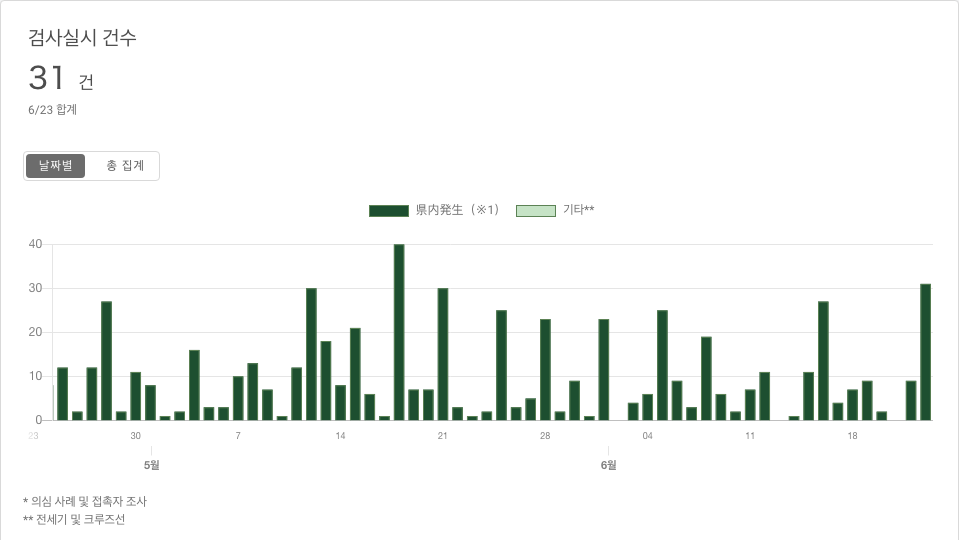 검사실시 건수
31 건
6/23 합계
날짜별 총 집계
県内発生（※1） 기타**
40
30
20
10
0
23 30 7 14 21 28 04 11 18
5월 6월
* 의심 사례 및 접촉자 조사
** 전세기 및 크루즈선